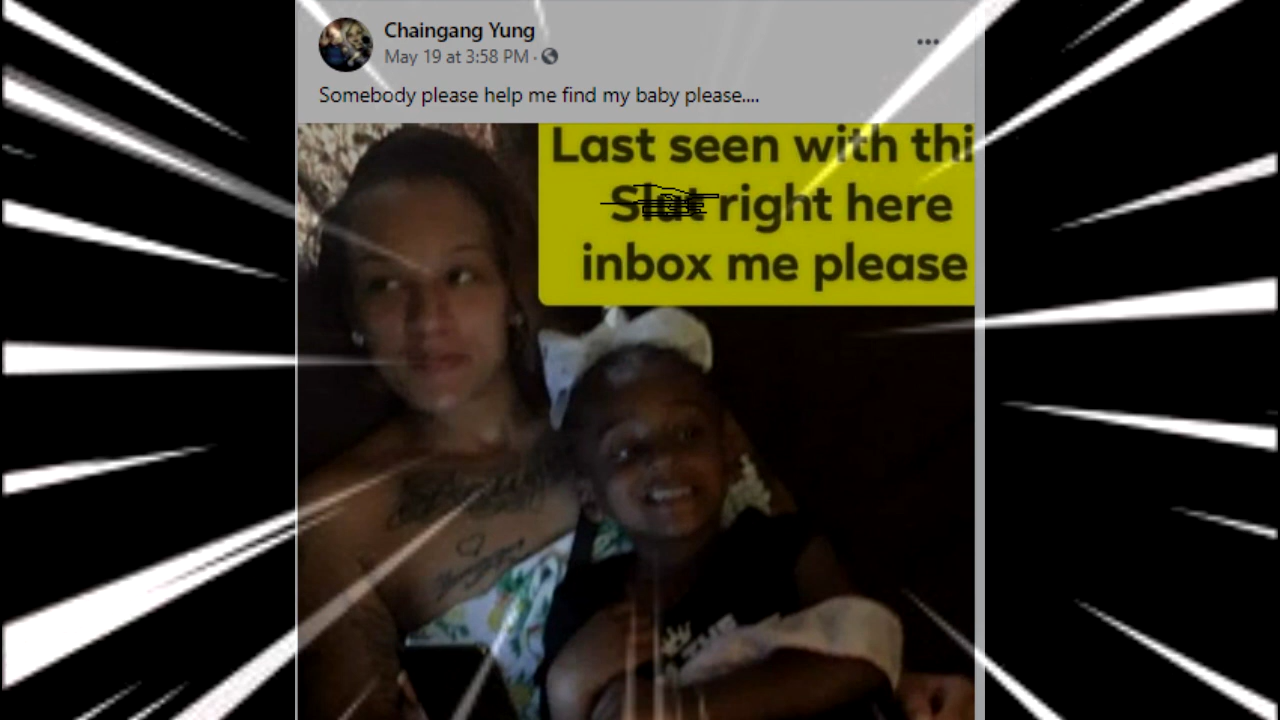 Chaingang Yung
May 19 at 3:58 PM ·
Somebody please help me find my baby please....
Last seen with thi
Slut right here
inbox me please